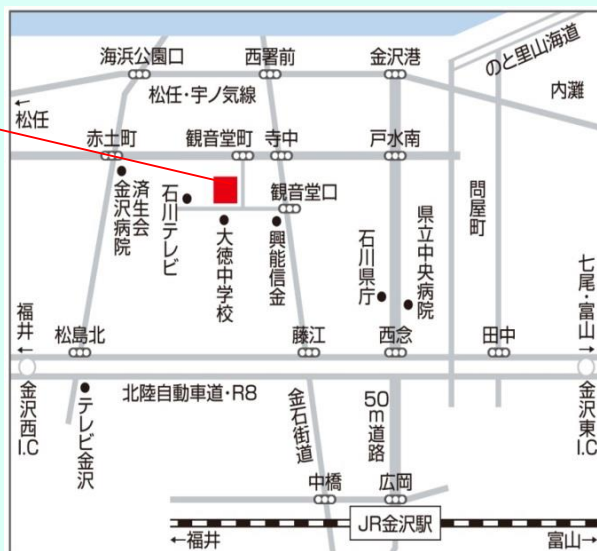 海浜公園口
西署前
金沢港
のと里山海道
内灘
松任・宇ノ気線
←
松任
赤土町
観音堂町
寺中
戸水南
済生会
金沢病院
石川テレビ
大徳中学校
観音堂口
興能信金
石川県庁
県立中央病院
問屋町
七尾・富山→
福井←
松島北
藤江
西念
田中
金沢西I.C
テレビ金沢
北陸自動車道・R8
金石街道
50m道路
金沢東I.C
中橋
広岡
JR金沢駅
←福井
富山→